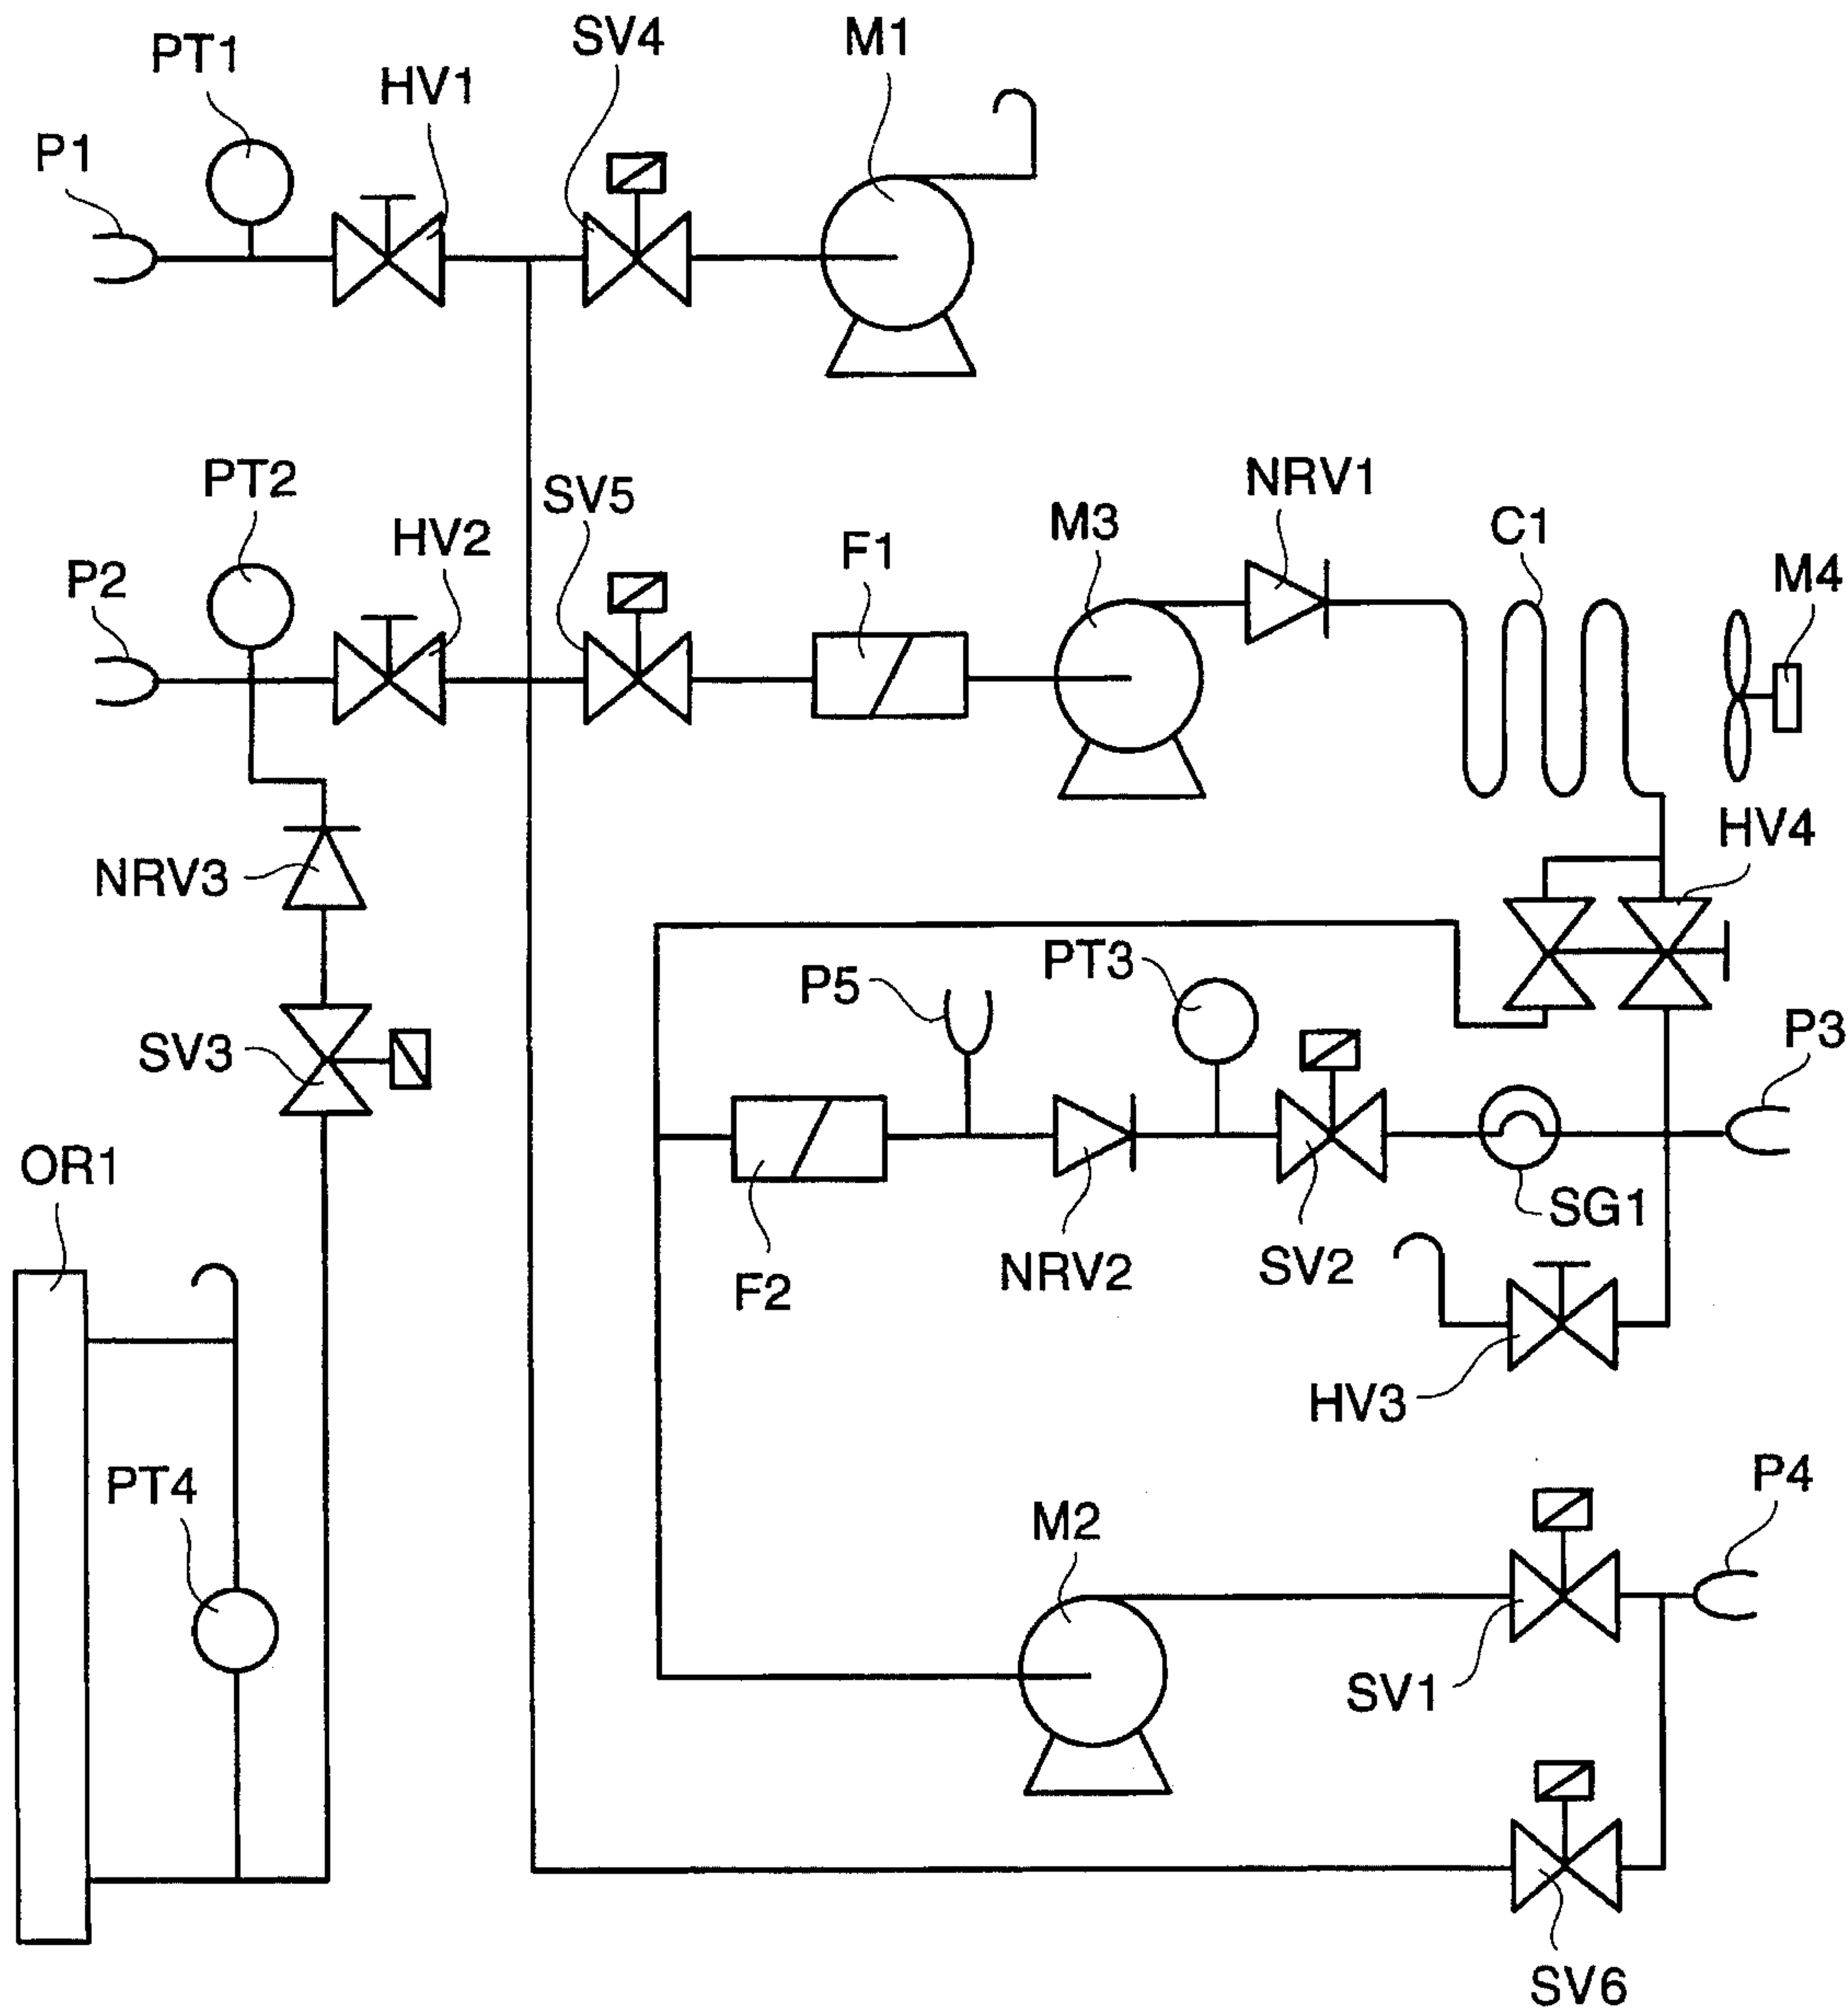 SV4
M1
PT1
HV1
P1
PT2
SV5
NRV1
C1
M3
HV2
F1
M4
P2
HV4
NRV3
PT3
P5
P3
SV3
OR1
SG1
SV2
NRV2
F2
HV3
PT4
P4
M2
SV1
SV6